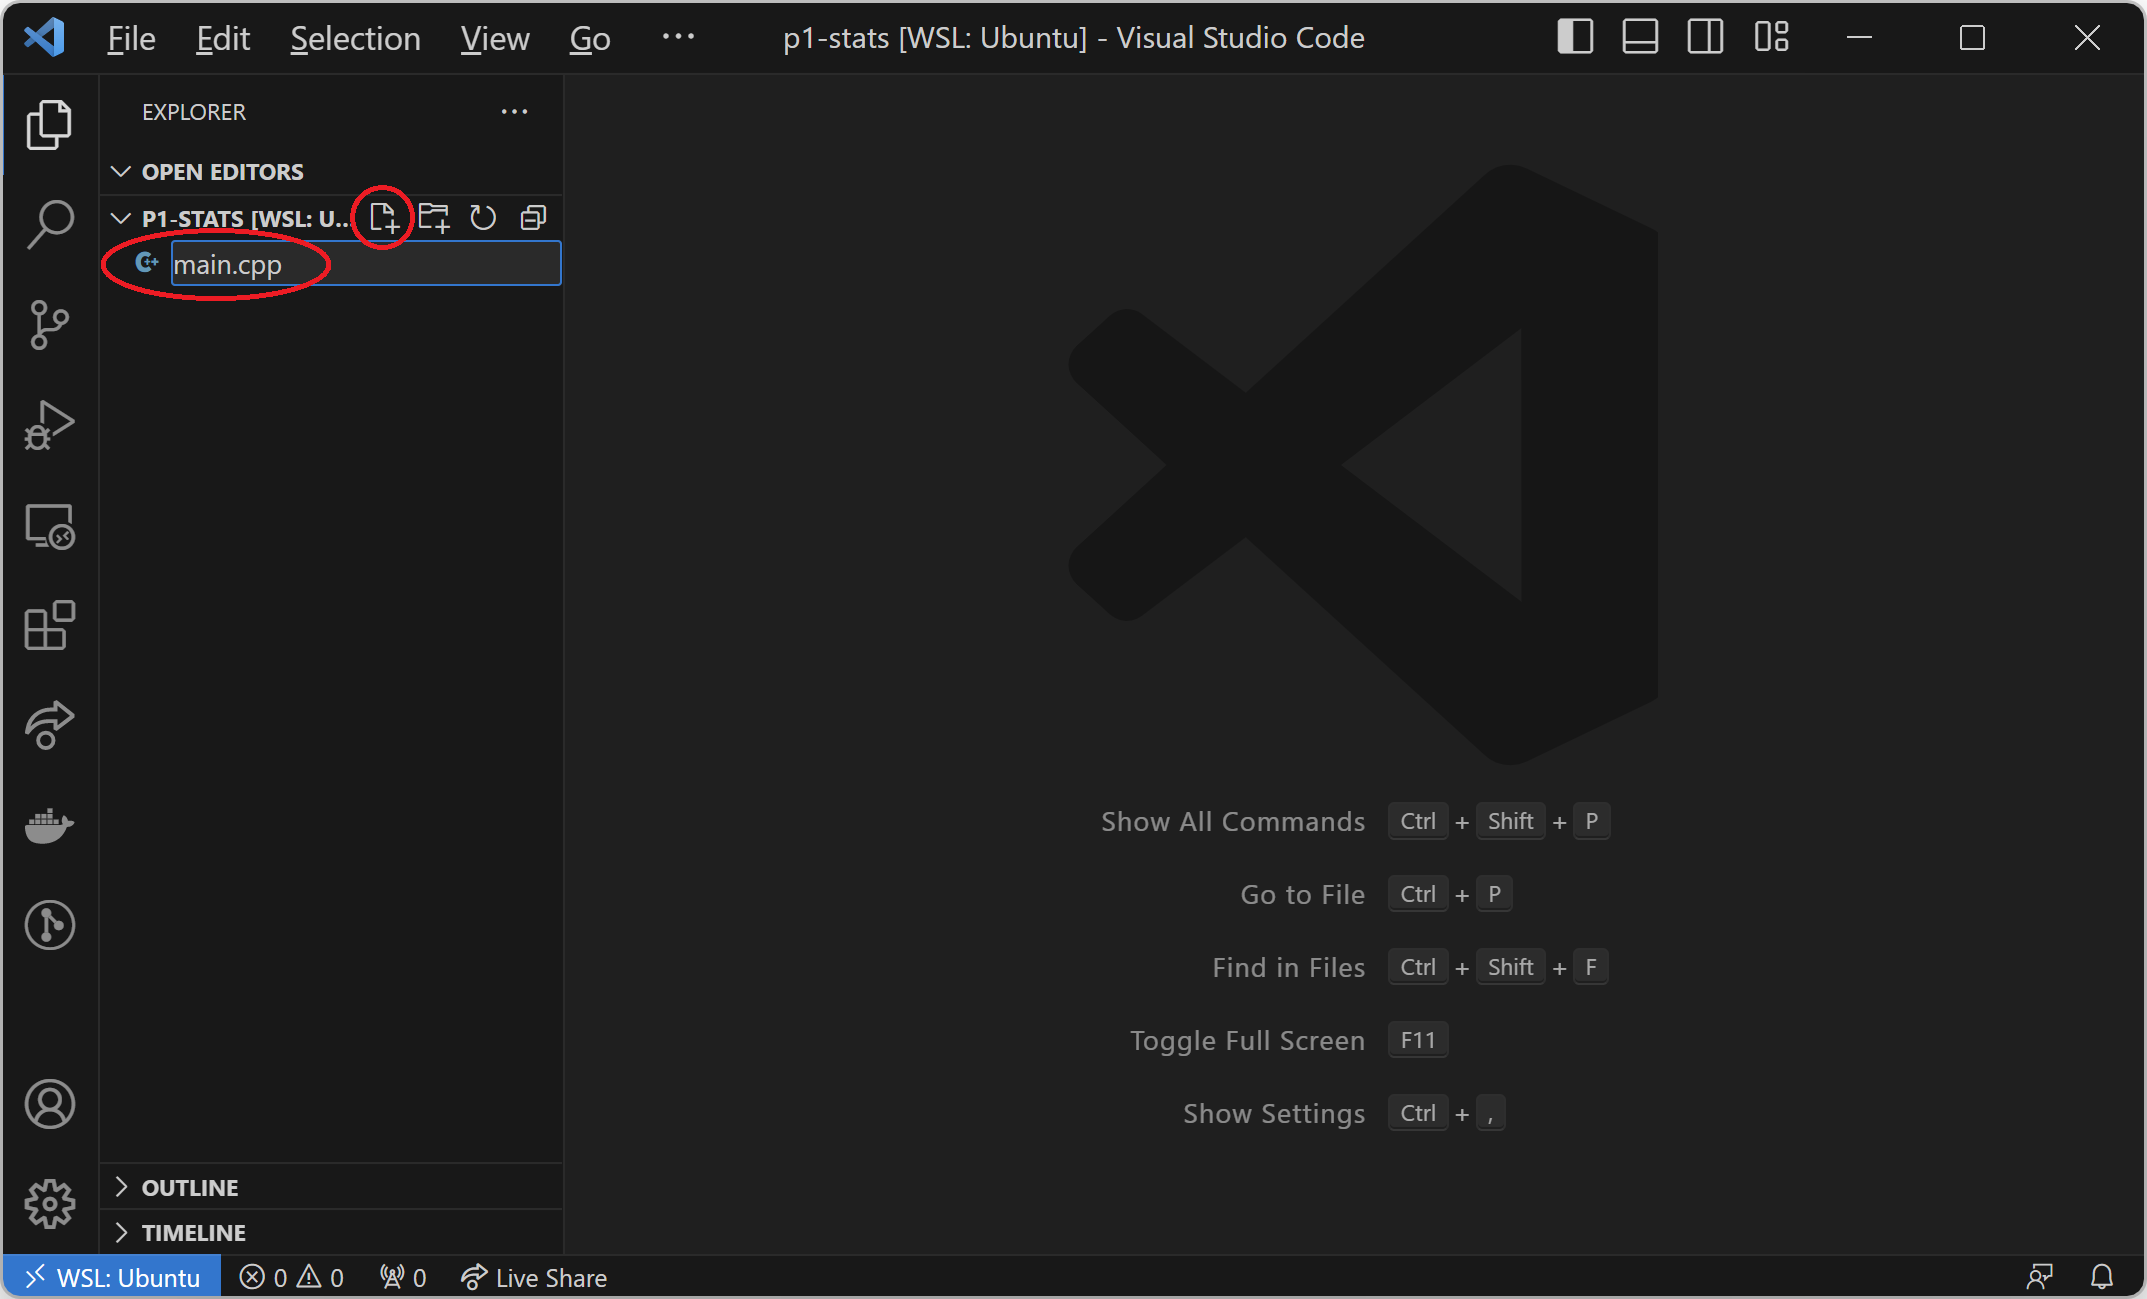 File Edit Selection View Go ··· p1-stats [WSL: Ubuntu] - Visual Studio Code
EXPLORER ···
OPEN EDITORS
P1-STATS [WSL: U...
main.cpp
Show All Commands Ctrl + Shift + P
Go to File Ctrl + P
Find in Files Ctrl + Shift + F
Toggle Full Screen F11
Show Settings Ctrl + ,
OUTLINE
TIMELINE
WSL: Ubuntu 0 0 0 Live Share